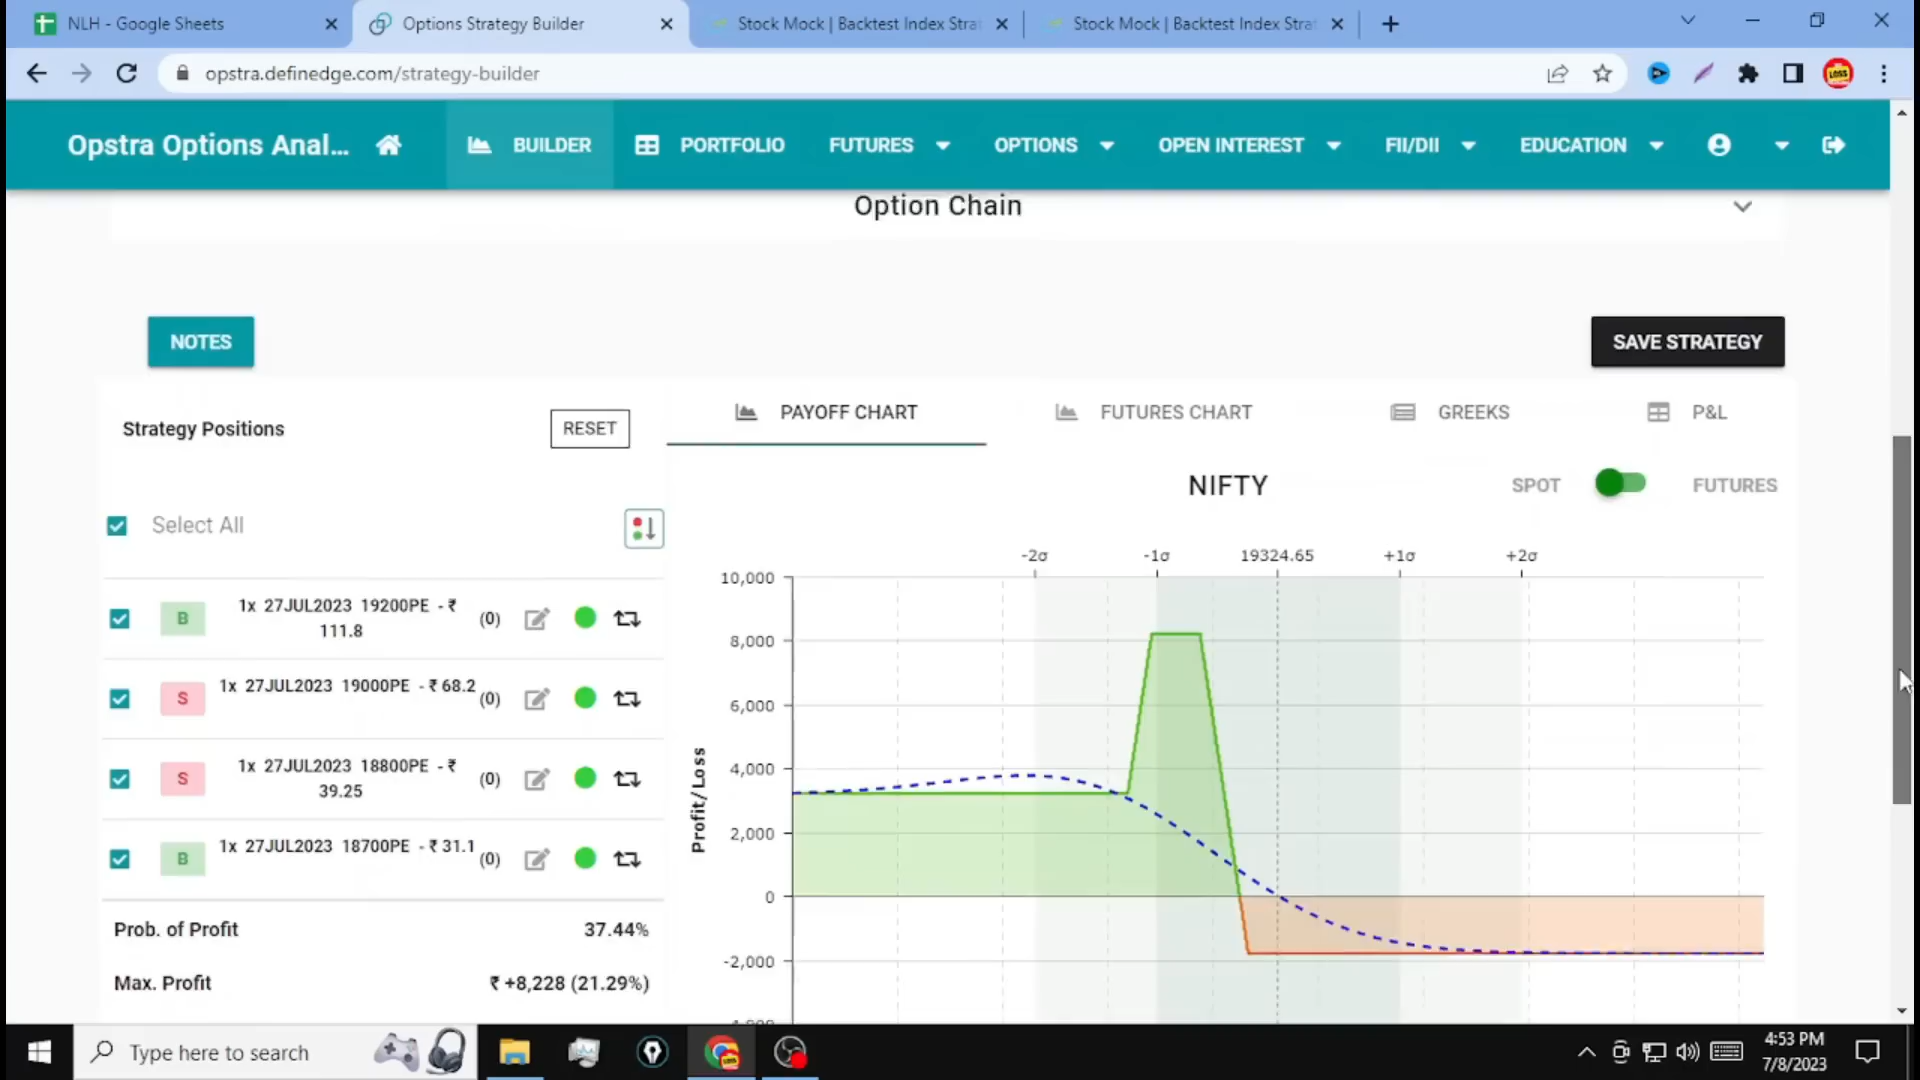 NLH - Google Sheets
Options Strategy Builder
Stock Mock | Backtest Index Stra
Stock Mock | Backtest Index Stra
opstra.definedge.com/strategy-builder
LOSS
Opstra Options Anal...
BUILDER
PORTFOLIO
FUTURES
OPTIONS
OPEN INTEREST
FII/DII
EDUCATION
Option Chain
NOTES
SAVE STRATEGY
Strategy Positions
RESET
PAYOFF CHART
FUTURES CHART
GREEKS
P&L
NIFTY
SPOT
FUTURES
Select All
B
1x 27JUL2023 19200PE - ₹
111.8
(0)
S
1x 27JUL2023 19000PE - ₹ 68.2
(0)
S
1x 27JUL2023 18800PE - ₹
39.25
(0)
B
1x 27JUL2023 18700PE - ₹ 31.1
(0)
Prob. of Profit
37.44%
Max. Profit
₹ +8,228 (21.29%)
-2σ
-1σ
19324.65
+1σ
+2σ
10,000
8,000
6,000
4,000
2,000
0
-2,000
Profit/Loss
Type here to search
4:53 PM
7/8/2023